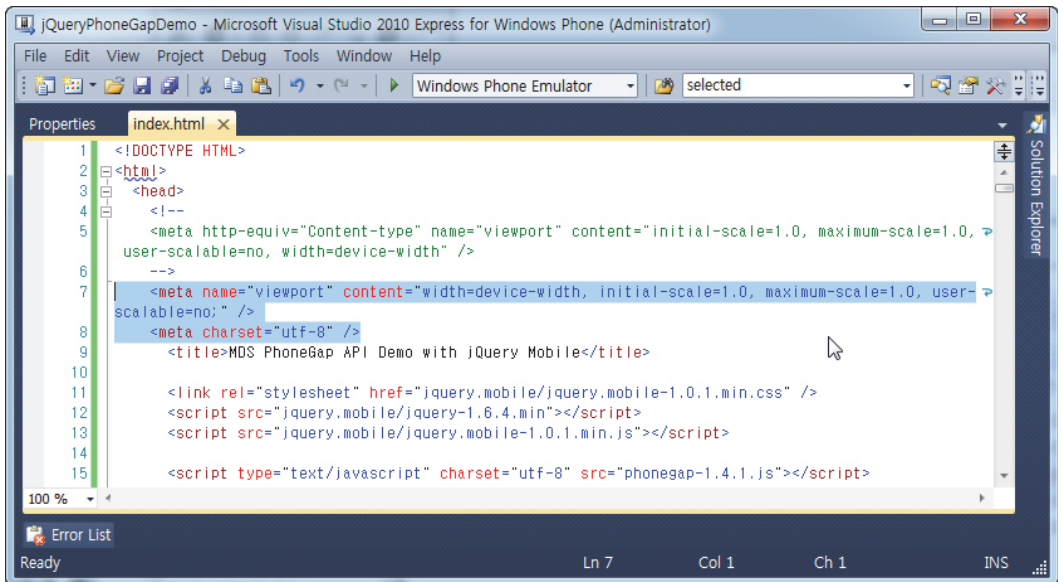 jQueryPhoneGapDemo - Microsoft Visual Studio 2010 Express for Windows Phone (Administrator)
File Edit View Project Debug Tools Window Help
Windows Phone Emulator selected
Properties index.html
Solution Explorer
1 <!DOCTYPE HTML>
2 <html>
3 <head>
4 <!--
5 <meta http-equiv="Content-type" name="viewport" content="initial-scale=1.0, maximum-scale=1.0,
user-scalable=no, width=device-width" />
6 -->
7 <meta name="viewport" content="width=device-width, initial-scale=1.0, maximum-scale=1.0, user-
scalable=no;" />
8 <meta charset="utf-8" />
9 <title>MDS PhoneGap API Demo with jQuery Mobile</title>
10
11 <link rel="stylesheet" href="jquery.mobile/jquery.mobile-1.0.1.min.css" />
12 <script src="jquery.mobile/jquery-1.6.4.min"></script>
13 <script src="jquery.mobile/jquery.mobile-1.0.1.min.js"></script>
14
15 <script type="text/javascript" charset="utf-8" src="phonegap-1.4.1.js"></script>
100 %
Error List
Ready Ln 7 Col 1 Ch 1 INS